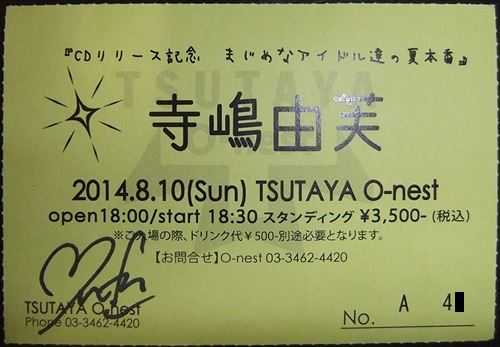 『CDリリース記念 まじめなアイドル達の夏本番』
TSUTAYA
O-nest
寺嶋由芙
2014.8.10(Sun) TSUTAYA O-nest
open18:00/start 18:30 スタンディング ¥3,500-(税込)
※ご入場の際、ドリンク代¥500-別途必要となります。
【お問合せ】O-nest 03-3462-4420
TSUTAYA O-nest
Phone 03-3462-4420
No. A 4